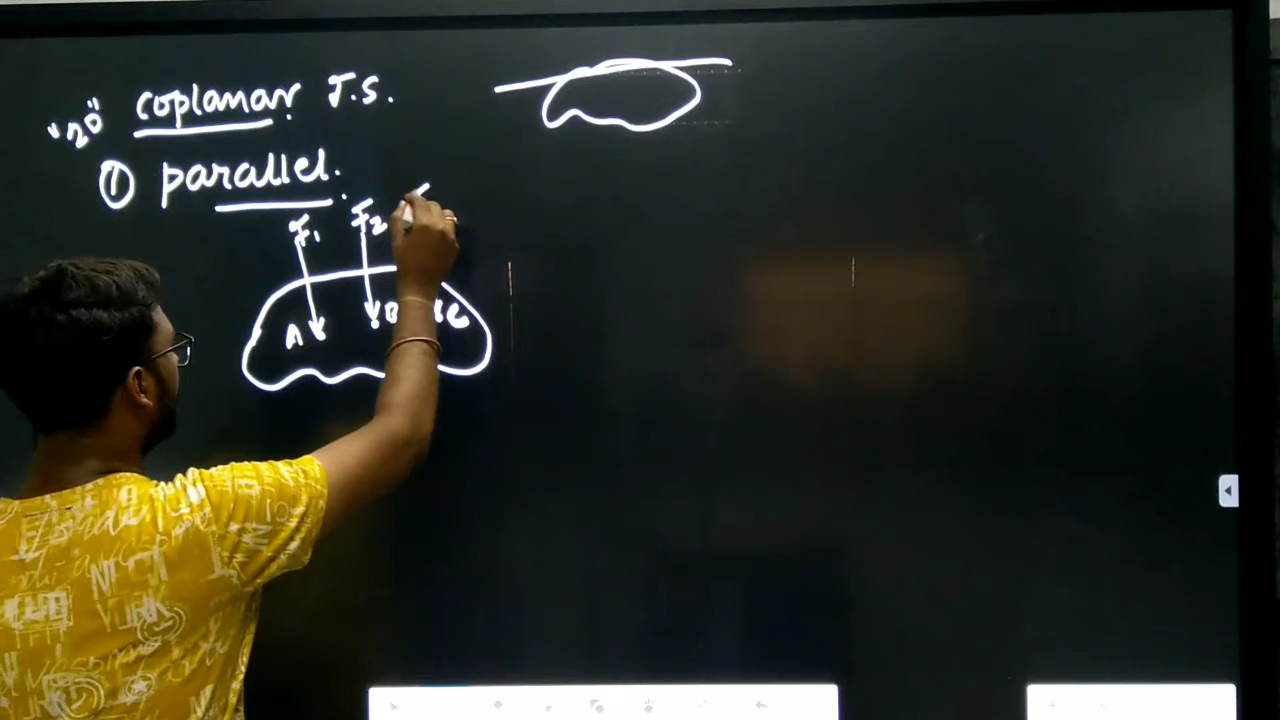 "2D" coplanar F.S.
① parallel.
F₁ F₂
A B C